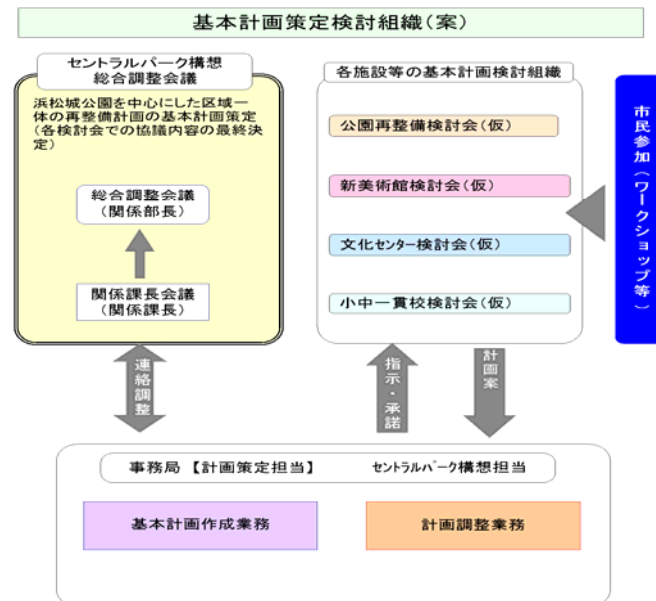 基本計画策定検討組織(案)
セントラルパーク構想
総合調整会議
浜松城公園を中心にした区域一
体の再整備計画の基本計画策定
(各検討会での協議内容の最終決
定)
総合調整会議
(関係部長)
関係課長会議
(関係課長)
各施設等の基本計画検討組織
公園再整備検討会(仮)
新美術館検討会(仮)
文化センター検討会(仮)
小中一貫校検討会(仮)
市民参加(ワークショップ等)
連絡調整
指示・承諾
計画案
事務局【計画策定担当】 セントラルパーク構想担当
基本計画作成業務
計画調整業務